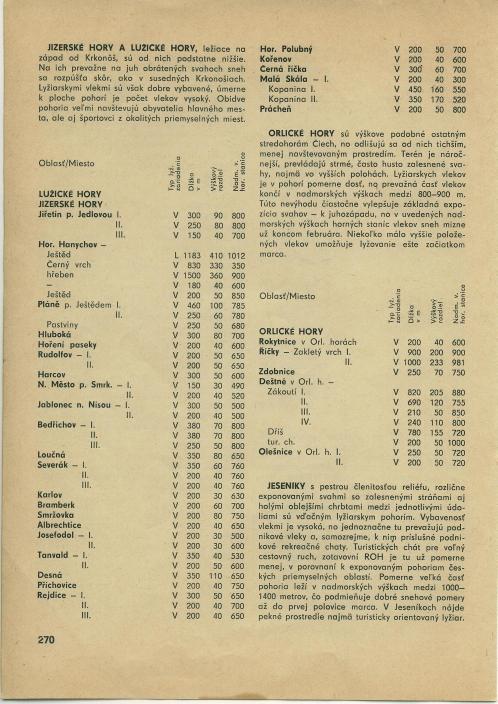 JIZERSKÉ HORY A LUŽICKÉ HORY, ležiace na
západ od Krkonôš, sú od nich podstatne nižšie.
Na ich prevažne na juh obrátených svahoch sneh
sa rozpúšťa skôr, ako v susedných Krkonošiach.
Lyžiarskymi vlekmi sú však dobre vybavené, úmerne
k ploche pohorí je počet vlekov vysoký. Obidve
pohoria veľmi navštevujú obyvatelia hlavného mes-
ta, ale aj športovci z okolitých priemyselných miest.
Oblasť/Miesto
Typ lyž. zariadenia
Dĺžka v m
Výškový rozdiel
Nadm. v. hor. stanice
LUŽICKÉ HORY
JIZERSKÉ HORY
Jiřetín p. Jedlovou I. V 300 90 800
II. V 250 80 800
III. V 150 40 700
Hor. Hanychov –
Ještěd L 1183 410 1012
Černý vrch V 830 330 350
hřeben V 1500 360 900
– V 180 40 600
Ještěd V 200 50 850
Pláně p. Ještědem I. V 460 100 785
II. V 250 60 780
Pastviny V 250 50 680
Hluboká V 300 80 700
Hoření paseky V 200 40 600
Rudolfov – I. V 200 50 650
II. V 200 50 650
Harcov V 300 50 500
N. Město p. Smrk. – I. V 150 30 490
II. V 200 40 520
Jablonec n. Nisou – I. V 300 50 500
II. V 200 40 500
Bedřichov – I. V 380 70 800
II. V 380 70 800
III. V 250 50 750
Loučná V 350 80 650
Severák – I. V 350 60 760
II. V 200 40 760
III. V 200 40 760
Karlov V 200 30 630
Bramberk V 200 60 700
Smržovka V 200 80 750
Albrechtice V 200 40 650
Josefodol – I. V 200 30 500
II. V 200 30 600
Tanvald – I. V 350 40 530
II. V 200 50 600
Desná V 350 110 650
Příchovice V 200 40 750
Rejdice – I. V 300 50 650
II. V 200 40 700
III. V 200 40 650
270
Hor. Polubný V 200 50 700
Kořenov V 200 40 600
Černá říčka V 300 60 700
Malá Skála – I. V 200 40 300
Kopanina I. V 450 160 550
Kopanina II. V 350 170 520
Prácheň V 200 50 800
ORLICKÉ HORY sú výškove podobné ostatným
stredohorám Čiech, no odlišujú sa od nich tichším,
menej navštevovaným prostredím. Terén je nároč-
nejší, prevládajú strmé, často husto zalesnené sva-
hy, najmä vo vyšších polohách. Lyžiarskych vlekov
je v pohorí pomerne dosť, no prevažná časť vlekov
končí v nadmorských výškach medzi 800–900 m.
Túto nevýhodu čiastočne vylepšuje základná expo-
zícia svahov – k juhozápadu, no v uvedených nad-
morských výškach horných staníc vlekov sneh mizne
už koncom februára. Niekoľko málo vyššie polože-
ných vlekov umožňuje lyžovanie ešte začiatkom
marca.
Oblasť/Miesto
Typ lyž. zariadenia
Dĺžka v m
Výškový rozdiel
Nadm. v. hor. stanice
ORLICKÉ HORY
Rokytnice v Orl. horách V 200 40 600
Říčky – Zakletý vrch I. V 900 200 900
II. V 1000 233 981
Zdobnice V 250 70 750
Deštné v Orl. h. –
Zákoutí I. V 820 205 880
II. V 690 120 755
III. V 210 50 850
IV. V 240 110 800
Dříš V 780 155 720
tur. ch. V 200 50 1000
Olešnice v Orl. h. I. V 250 50 720
II. V 200 50 720
JESENÍKY s pestrou členitosťou reliéfu, rozlične
exponovanými svahmi so zalesnenými stráňami aj
holými oblejšími chrbtami medzi jednotlivými údo-
liami sú vďačným lyžiarskym pohorím. Vybavenosť
vlekmi je vysoká, no jednoznačne tu prevažujú pod-
nikové vleky a, samozrejme, k nim príslušné podni-
kové rekreačné chaty. Turistických chát pre voľný
cestovný ruch, zotavovní ROH je tu už pomerne
menej, v porovnaní k exponovaným pohoriam čes-
kých priemyselných oblastí. Pomerne veľká časť
pohoria leží v nadmorských výškach medzi 1000–
1400 metrov, čo podmieňuje dobré snehové pomery
až do prvej polovice marca. V Jeseníkoch nájde
pekné prostredie najmä turisticky orientovaný lyžiar.